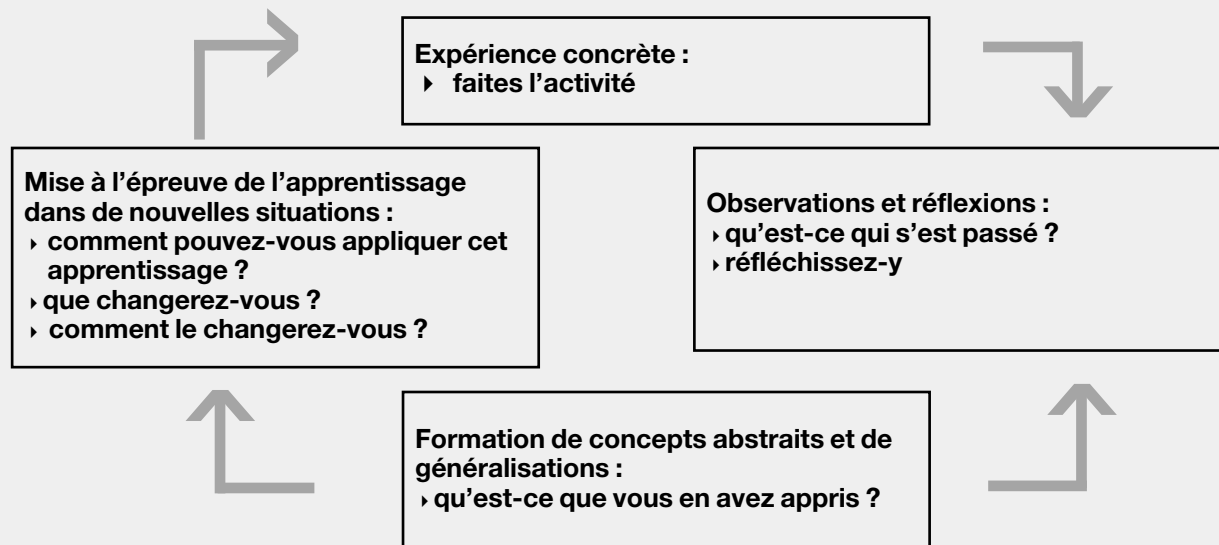 Expérience concrète :
‣ faites l’activité
Mise à l’épreuve de l’apprentissage
dans de nouvelles situations :
‣ comment pouvez-vous appliquer cet
apprentissage ?
‣ que changerez-vous ?
‣ comment le changerez-vous ?
Observations et réflexions :
‣ qu’est-ce qui s’est passé ?
‣ réfléchissez-y
Formation de concepts abstraits et de
généralisations :
‣ qu’est-ce que vous en avez appris ?